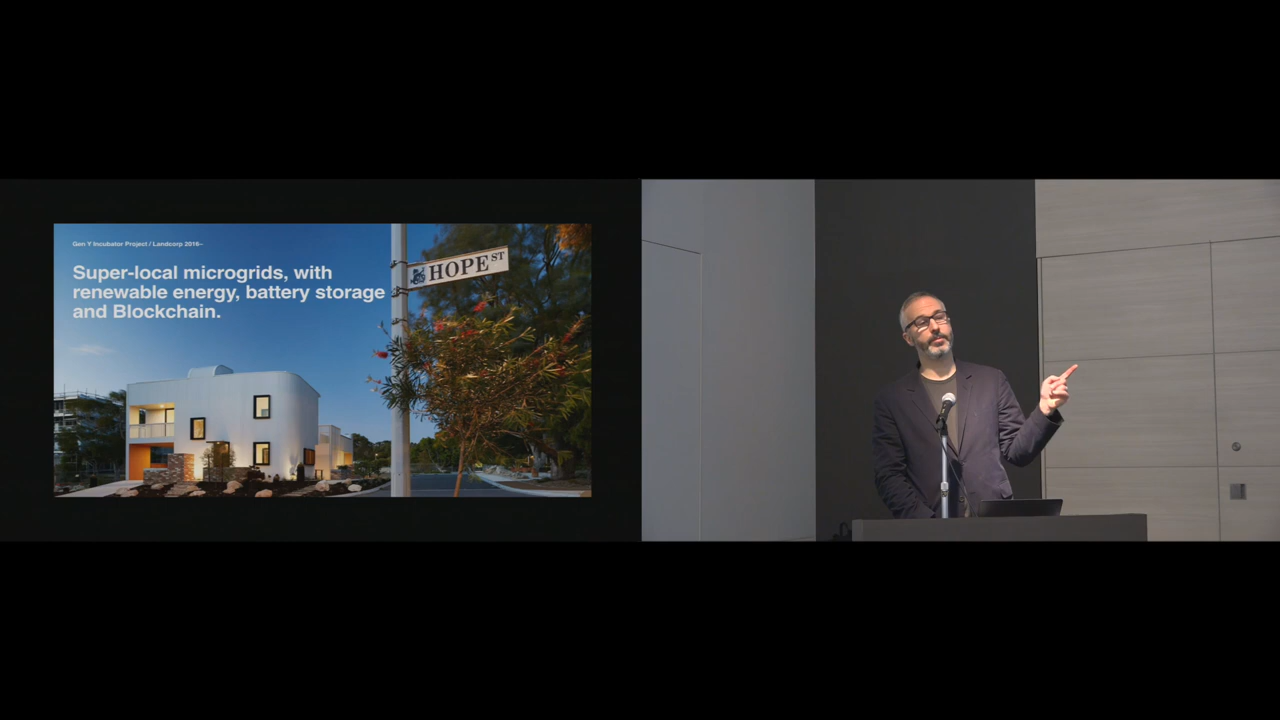 Gen Y Incubator Project / Landcorp 2016–
Super-local microgrids, with
renewable energy, battery storage
and Blockchain.
HOPE ST